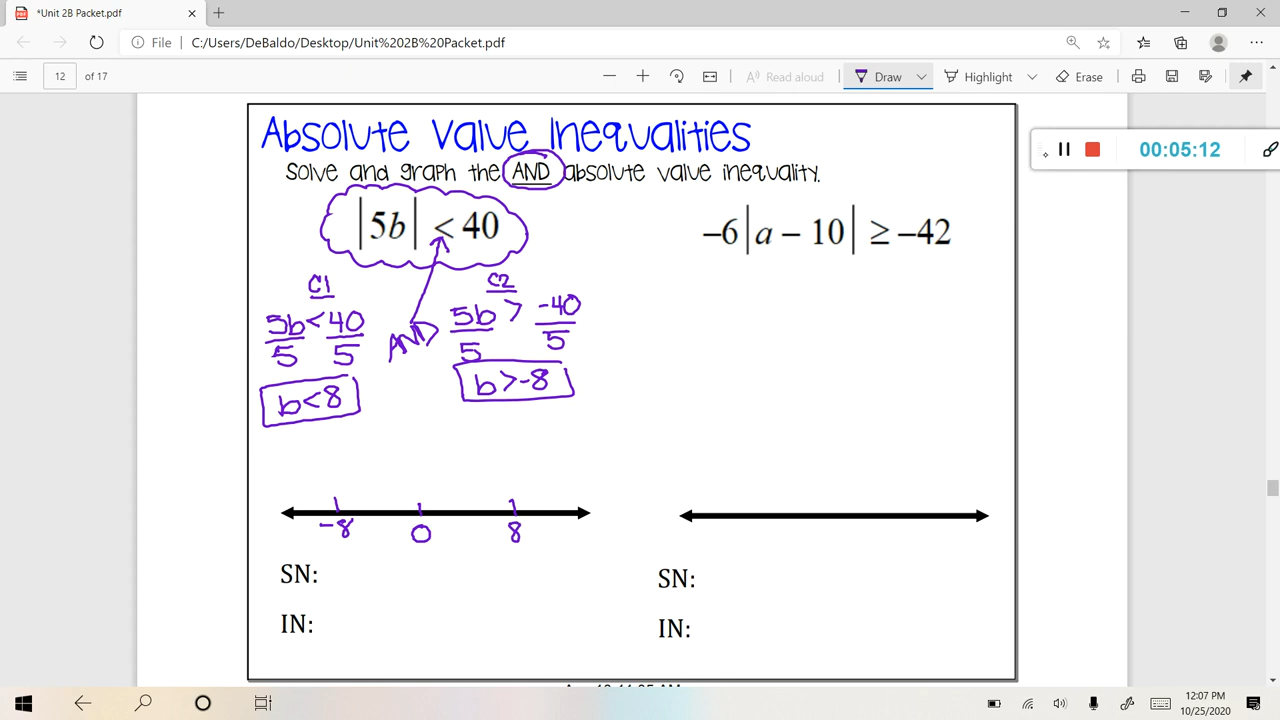 *Unit 2B Packet.pdf
File C:/Users/DeBaldo/Desktop/Unit%202B%20Packet.pdf
12 of 17 Read aloud Draw Highlight Erase
00:05:12
Absolute Value Inequalities
Solve and graph the AND absolute value inequality.
|5b| < 40
−6|a − 10| ≥ −42
C1
5b < 40
5 5
b < 8
AND
C2
5b > -40
5 5
b > -8
-8 0 8
SN:
IN:
SN:
IN:
12:07 PM
10/25/2020